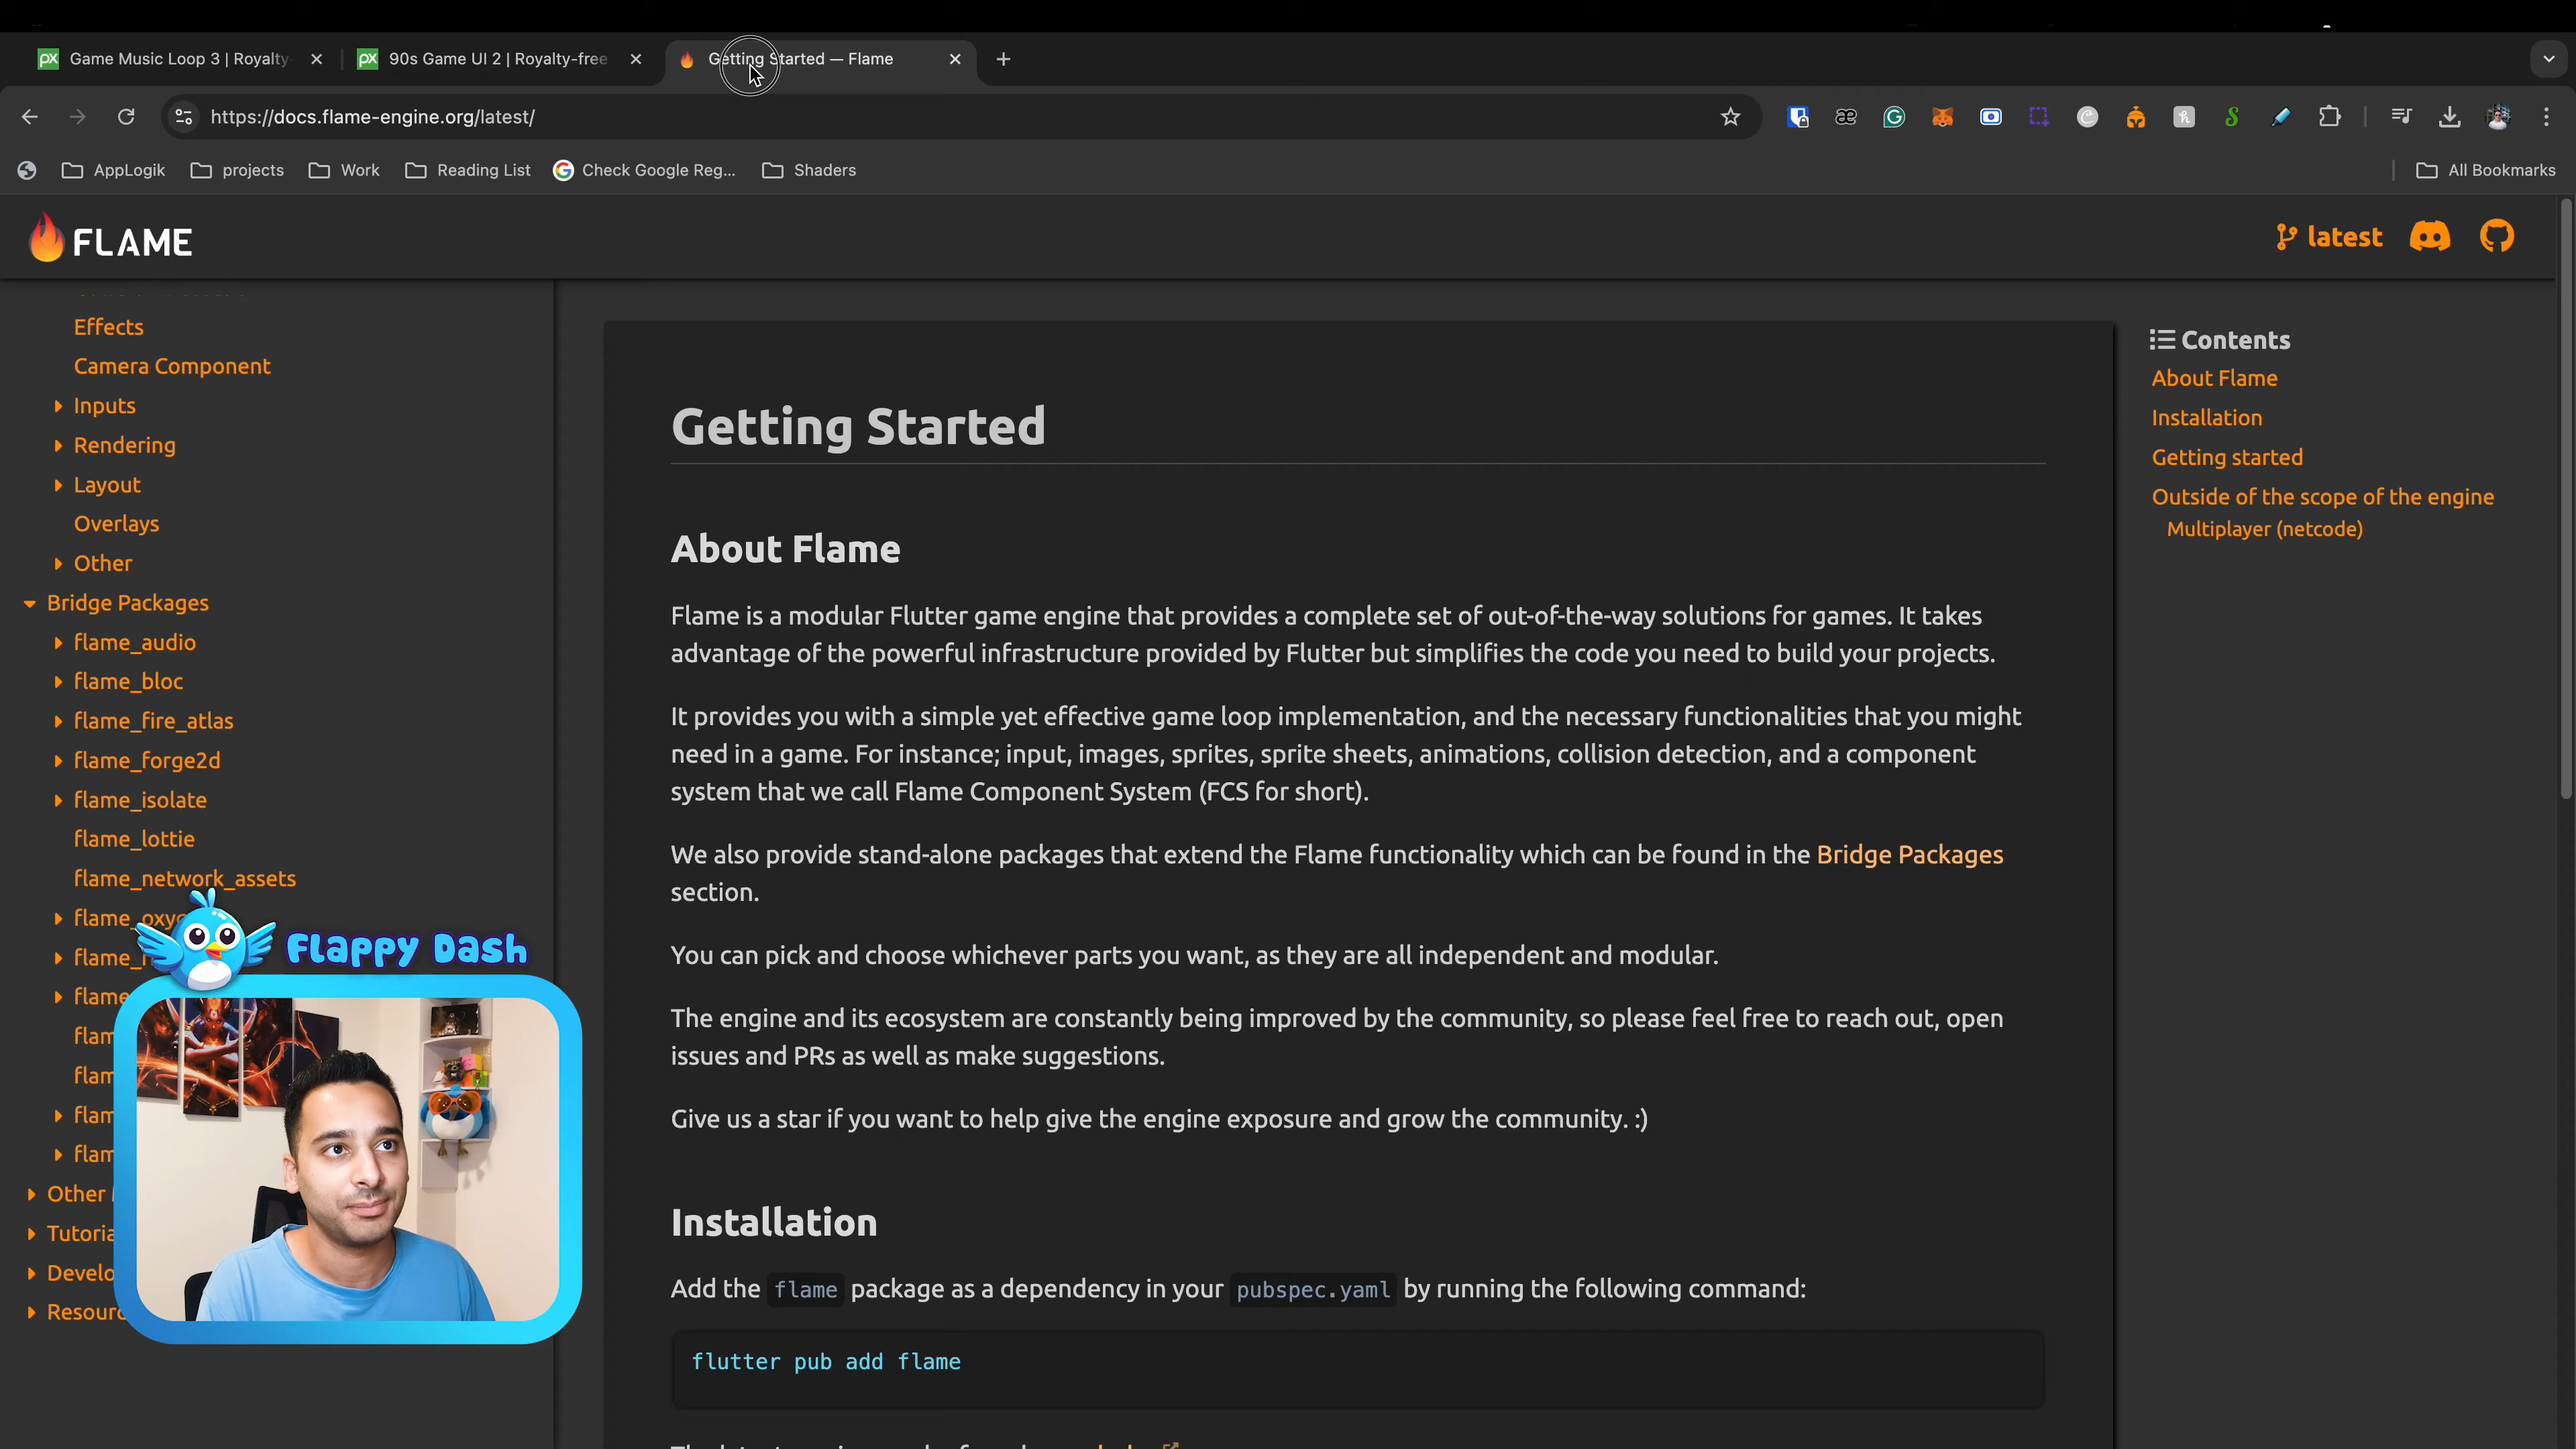 Game Music Loop 3 | Royalty-
90s Game UI 2 | Royalty-free
Getting Started — Flame
https://docs.flame-engine.org/latest/
AppLogik
projects
Work
Reading List
Check Google Reg...
Shaders
All Bookmarks
FLAME
latest
Effects
Camera Component
Inputs
Rendering
Layout
Overlays
Other
Bridge Packages
flame_audio
flame_bloc
flame_fire_atlas
flame_forge2d
flame_isolate
flame_lottie
flame_network_assets
flame_oxy
flame_
flame
flam
flam
flam
flam
Other
Tutoria
Develo
Resourc
Flappy Dash
Getting Started
About Flame
Flame is a modular Flutter game engine that provides a complete set of out-of-the-way solutions for games. It takes
advantage of the powerful infrastructure provided by Flutter but simplifies the code you need to build your projects.
It provides you with a simple yet effective game loop implementation, and the necessary functionalities that you might
need in a game. For instance; input, images, sprites, sprite sheets, animations, collision detection, and a component
system that we call Flame Component System (FCS for short).
We also provide stand-alone packages that extend the Flame functionality which can be found in the Bridge Packages
section.
You can pick and choose whichever parts you want, as they are all independent and modular.
The engine and its ecosystem are constantly being improved by the community, so please feel free to reach out, open
issues and PRs as well as make suggestions.
Give us a star if you want to help give the engine exposure and grow the community. :)
Installation
Add the flame package as a dependency in your pubspec.yaml by running the following command:
flutter pub add flame
Contents
About Flame
Installation
Getting started
Outside of the scope of the engine
Multiplayer (netcode)